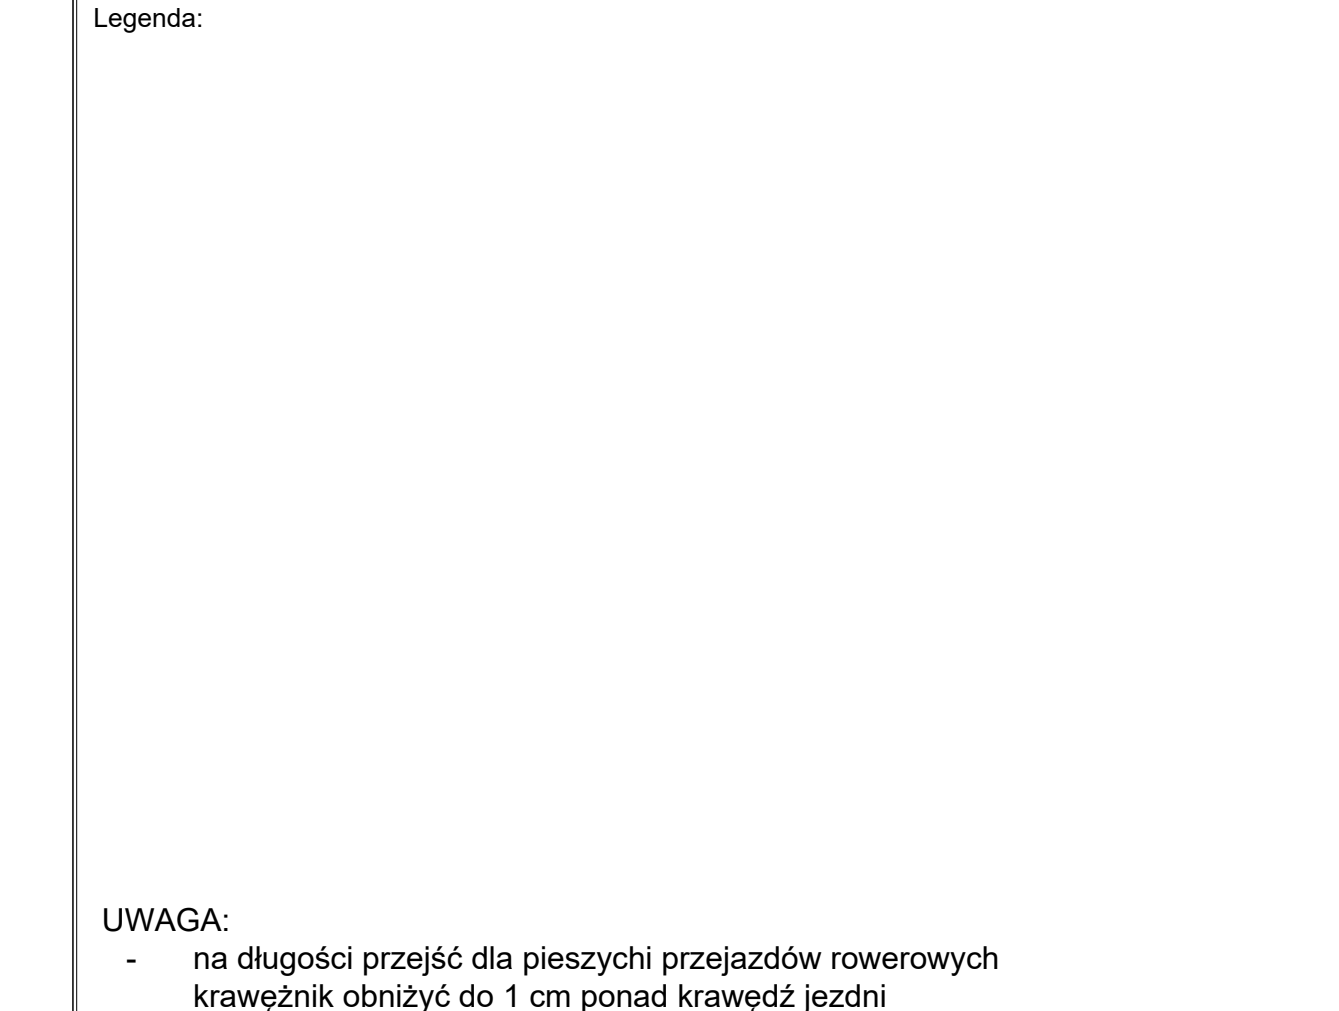 Legenda:
UWAGA:
- na długości przejść dla pieszychi przejazdów rowerowych
krawężnik obniżyć do 1 cm ponad krawędź jezdni